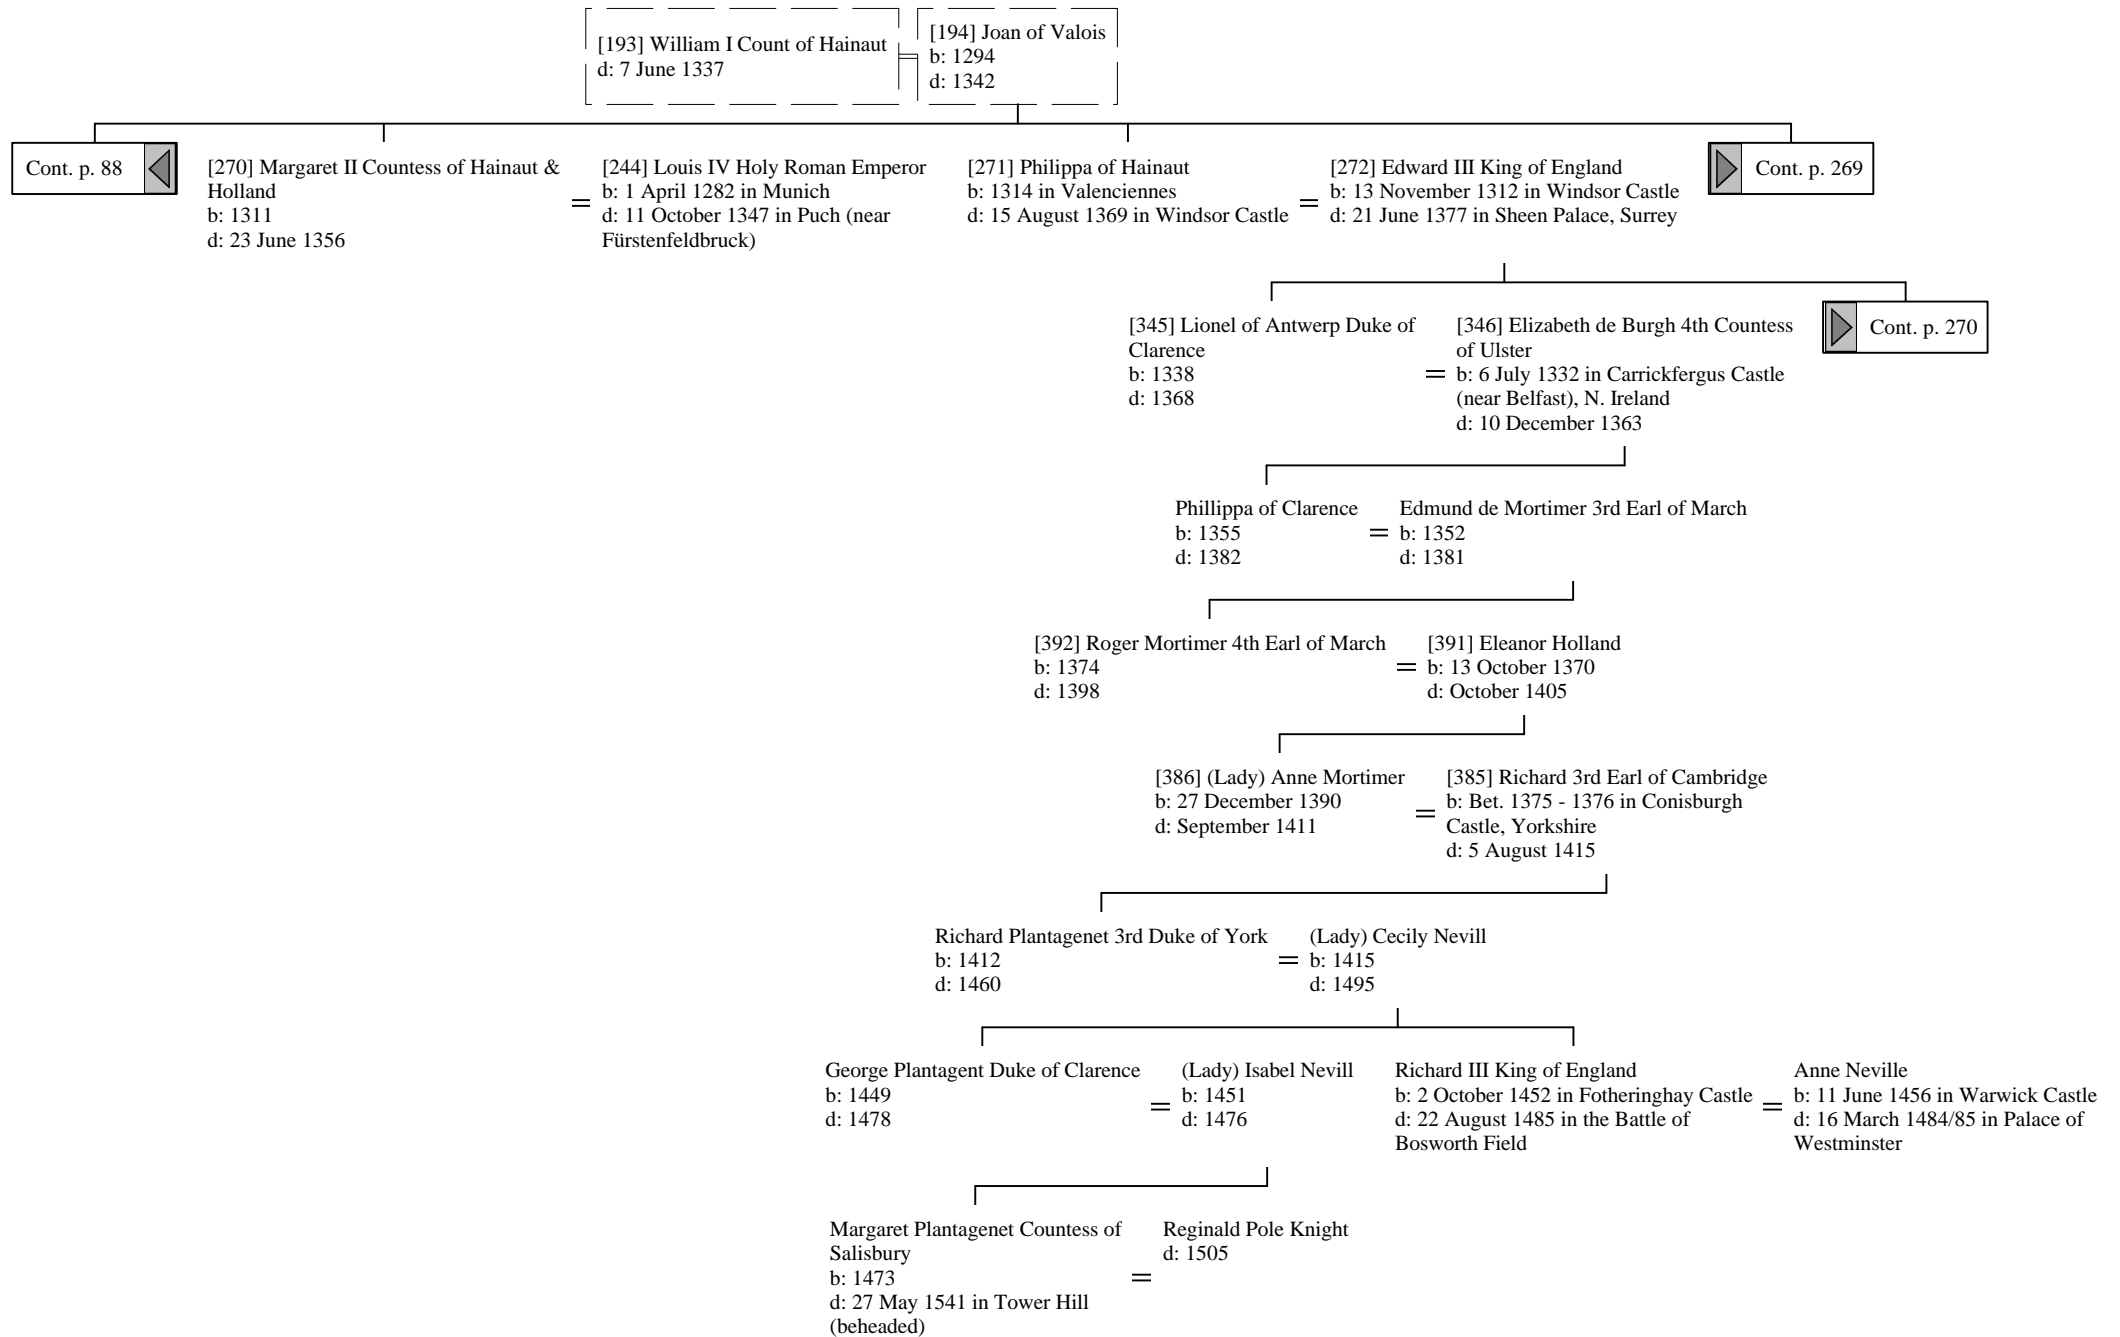 [193] William I Count of Hainaut
d: 7 June 1337
[194] Joan of Valois
b: 1294
d: 1342
Cont. p. 88
[270] Margaret II Countess of Hainaut &
Holland
b: 1311
d: 23 June 1356
=
[244] Louis IV Holy Roman Emperor
b: 1 April 1282 in Munich
d: 11 October 1347 in Puch (near
Fürstenfeldbruck)
[271] Philippa of Hainaut
b: 1314 in Valenciennes
d: 15 August 1369 in Windsor Castle
=
[272] Edward III King of England
b: 13 November 1312 in Windsor Castle
d: 21 June 1377 in Sheen Palace, Surrey
Cont. p. 269
[345] Lionel of Antwerp Duke of
Clarence
b: 1338
d: 1368
=
[346] Elizabeth de Burgh 4th Countess
of Ulster
b: 6 July 1332 in Carrickfergus Castle
(near Belfast), N. Ireland
d: 10 December 1363
Cont. p. 270
Phillippa of Clarence
b: 1355
d: 1382
=
Edmund de Mortimer 3rd Earl of March
b: 1352
d: 1381
[392] Roger Mortimer 4th Earl of March
b: 1374
d: 1398
=
[391] Eleanor Holland
b: 13 October 1370
d: October 1405
[386] (Lady) Anne Mortimer
b: 27 December 1390
d: September 1411
=
[385] Richard 3rd Earl of Cambridge
b: Bet. 1375 - 1376 in Conisburgh
Castle, Yorkshire
d: 5 August 1415
Richard Plantagenet 3rd Duke of York
b: 1412
d: 1460
=
(Lady) Cecily Nevill
b: 1415
d: 1495
George Plantagent Duke of Clarence
b: 1449
d: 1478
=
(Lady) Isabel Nevill
b: 1451
d: 1476
Richard III King of England
b: 2 October 1452 in Fotheringhay Castle
d: 22 August 1485 in the Battle of
Bosworth Field
=
Anne Neville
b: 11 June 1456 in Warwick Castle
d: 16 March 1484/85 in Palace of
Westminster
Margaret Plantagenet Countess of
Salisbury
b: 1473
d: 27 May 1541 in Tower Hill
(beheaded)
=
Reginald Pole Knight
d: 1505